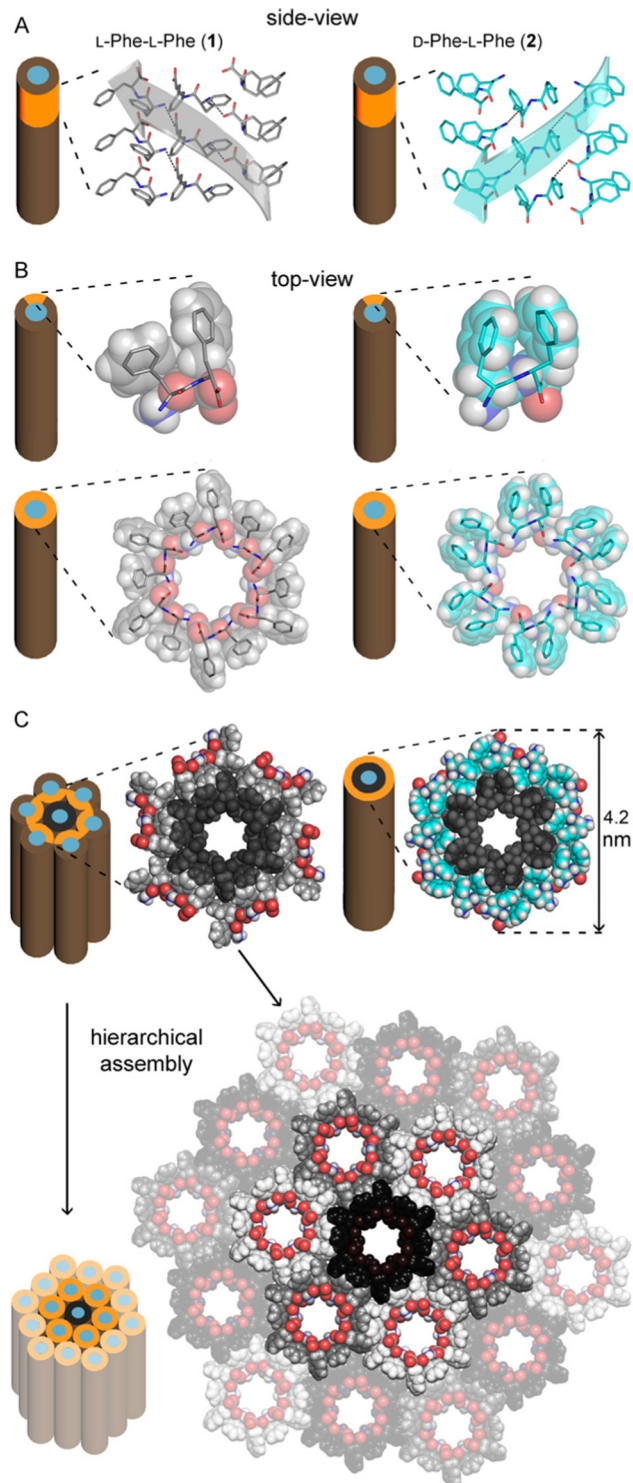 A
side-view
L-Phe-L-Phe (1)
D-Phe-L-Phe (2)
B
top-view
C
4.2
nm
hierarchical
assembly